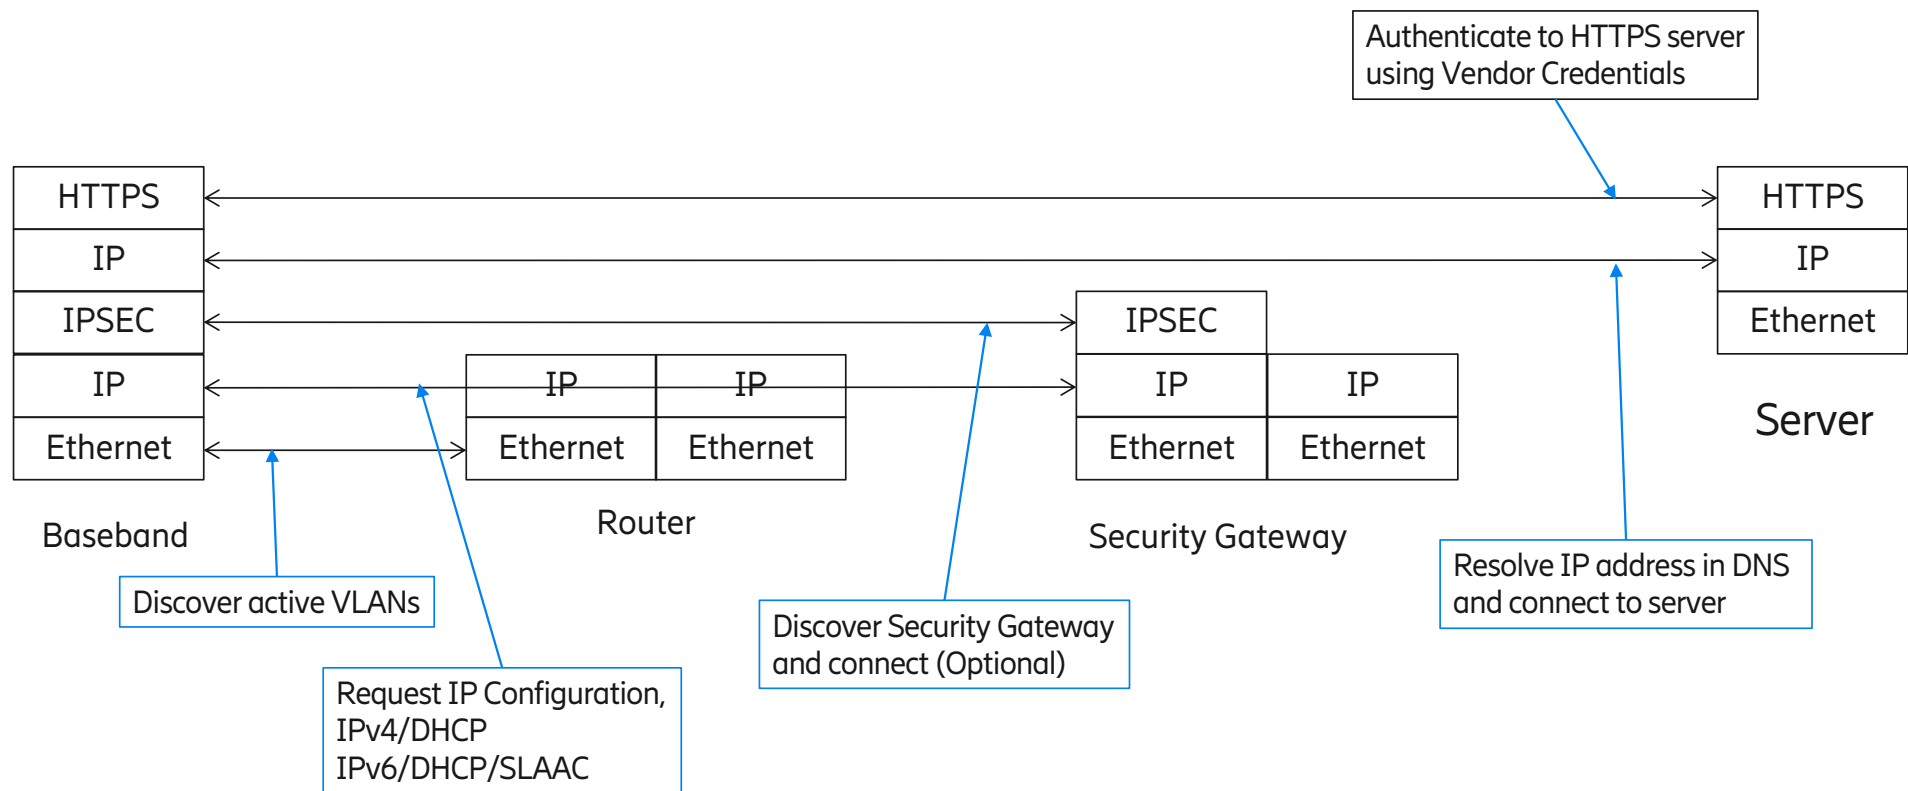 Authenticate to HTTPS server
using Vendor Credentials
HTTPS
HTTPS
IP
IP
IPSEC
IPSEC
Ethernet
IP
IP
IP
IP
IP
Ethernet
Ethernet
Ethernet
Ethernet
Ethernet
Server
Baseband
Router
Security Gateway
Discover active VLANs
Resolve IP address in DNS
and connect to server
Discover Security Gateway
and connect (Optional)
Request IP Configuration,
IPv4/DHCP
IPv6/DHCP/SLAAC